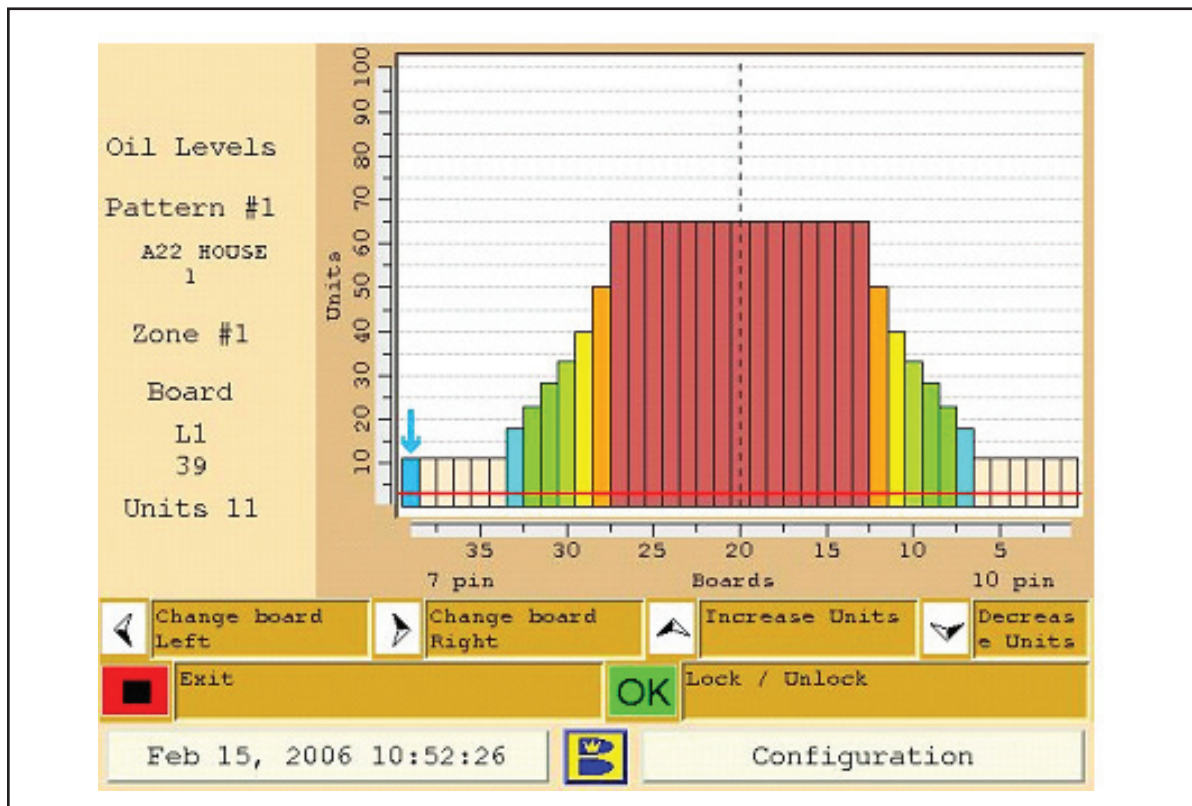 Oil Levels
Pattern #1
A22 HOUSE
1
Zone #1
Board
L1
39
Units 11
Units
100
90
80
70
60
50
40
30
20
10
35 30 25 20 15 10 5
7 pin Boards 10 pin
Change board
Left
Change board
Right
Increase Units
Decreas
e Units
Exit
OK
Lock / Unlock
Feb 15, 2006 10:52:26
Configuration